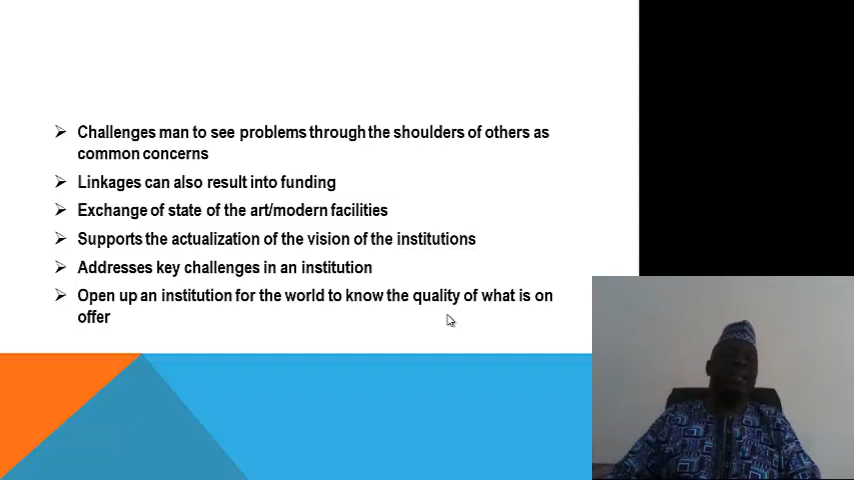 Challenges man to see problems through the shoulders of others as
common concerns
Linkages can also result into funding
Exchange of state of the art/modern facilities
Supports the actualization of the vision of the institutions
Addresses key challenges in an institution
Open up an institution for the world to know the quality of what is on
offer